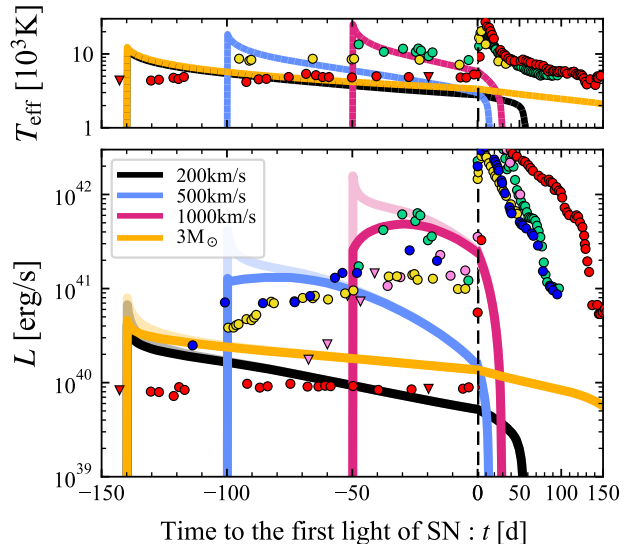 T_eff [10^3K]
10
1
200km/s
500km/s
1000km/s
3M_⊙
L [erg/s]
10^42
10^41
10^40
10^39
−150 −100 −50 0 50 100 150
Time to the first light of SN : t [d]